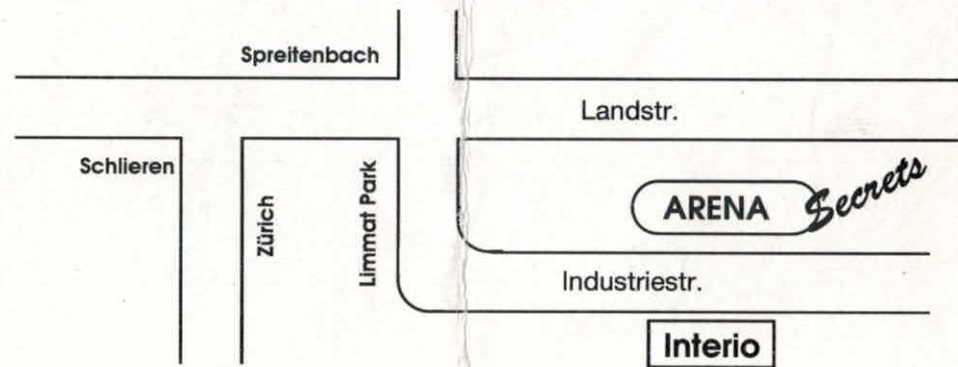 Spreitenbach
Landstr.
Schlieren
Zürich
Limmat Park
ARENA Secrets
Industriestr.
Interio